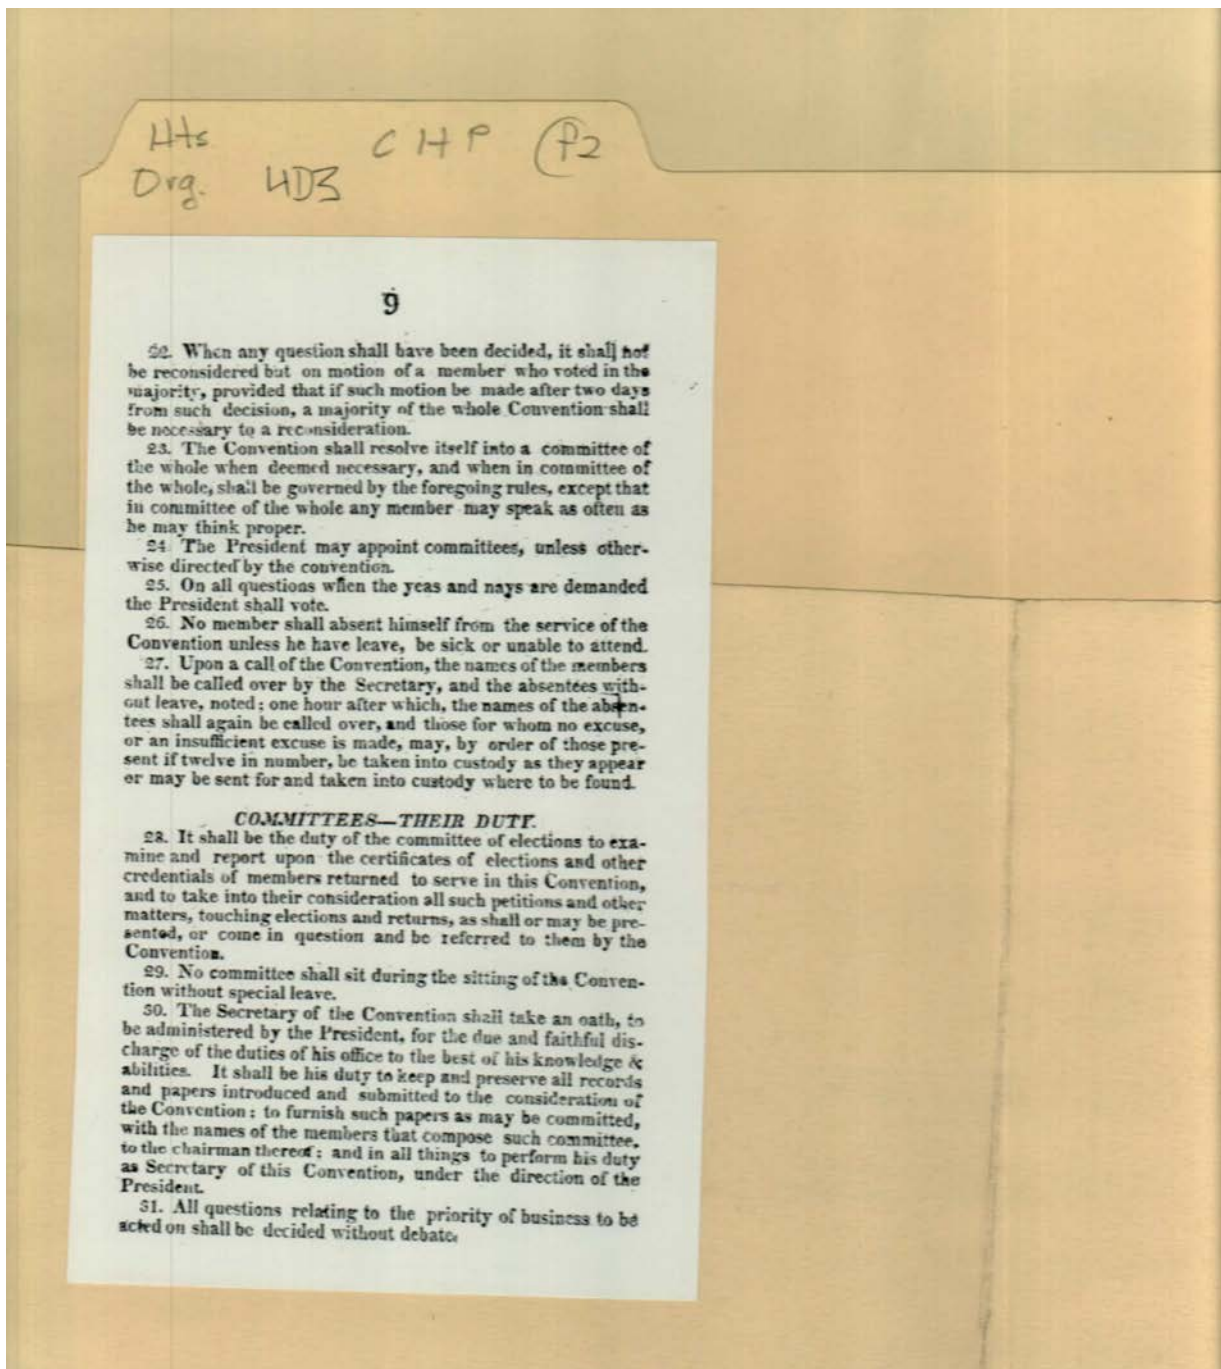 Hts CHP (P2
Org. 4D3
9
22. When any question shall have been decided, it shall not
be reconsidered but on motion of a member who voted in the
majority, provided that if such motion be made after two days
from such decision, a majority of the whole Convention shall
be necessary to a reconsideration.
23. The Convention shall resolve itself into a committee of
the whole when deemed necessary, and when in committee of
the whole, shall be governed by the foregoing rules, except that
in committee of the whole any member may speak as often as
he may think proper.
24 The President may appoint committees, unless other-
wise directed by the convention.
25. On all questions when the yeas and nays are demanded
the President shall vote.
26. No member shall absent himself from the service of the
Convention unless he have leave, be sick or unable to attend.
27. Upon a call of the Convention, the names of the members
shall be called over by the Secretary, and the absentees with-
out leave, noted; one hour after which, the names of the absen-
tees shall again be called over, and those for whom no excuse,
or an insufficient excuse is made, may, by order of those pre-
sent if twelve in number, be taken into custody as they appear
or may be sent for and taken into custody where to be found.
COMMITTEES—THEIR DUTY.
28. It shall be the duty of the committee of elections to exa-
mine and report upon the certificates of elections and other
credentials of members returned to serve in this Convention,
and to take into their consideration all such petitions and other
matters, touching elections and returns, as shall or may be pre-
sented, or come in question and be referred to them by the
Convention.
29. No committee shall sit during the sitting of the Conven-
tion without special leave.
30. The Secretary of the Convention shall take an oath, to
be administered by the President, for the due and faithful dis-
charge of the duties of his office to the best of his knowledge &
abilities. It shall be his duty to keep and preserve all records
and papers introduced and submitted to the consideration of
the Convention; to furnish such papers as may be committed,
with the names of the members that compose such committee,
to the chairman thereof; and in all things to perform his duty
as Secretary of this Convention, under the direction of the
President.
31. All questions relating to the priority of business to be
acted on shall be decided without debate.